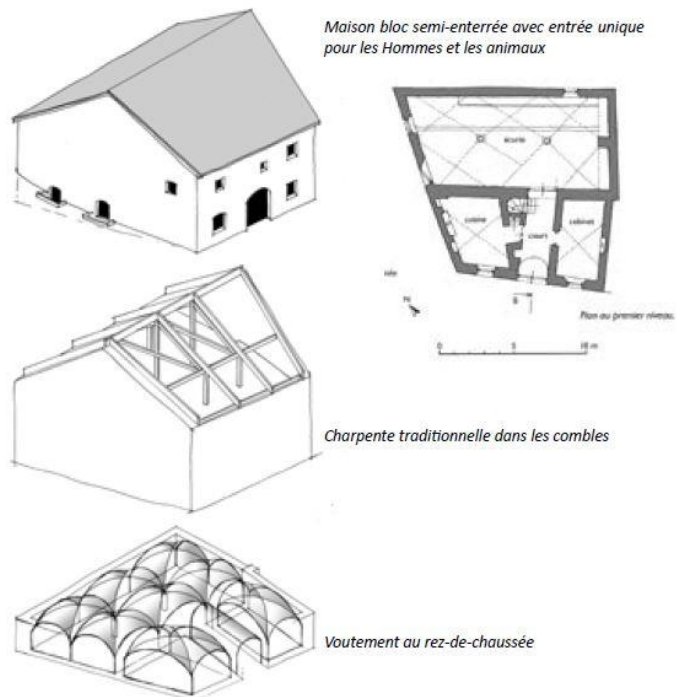 Maison bloc semi-enterrée avec entrée unique
pour les Hommes et les animaux
écurie
cuisine
court
cabinet
B
Plan au premier niveau.
0 5 10 m
Charpente traditionnelle dans les combles
Voutement au rez-de-chaussée